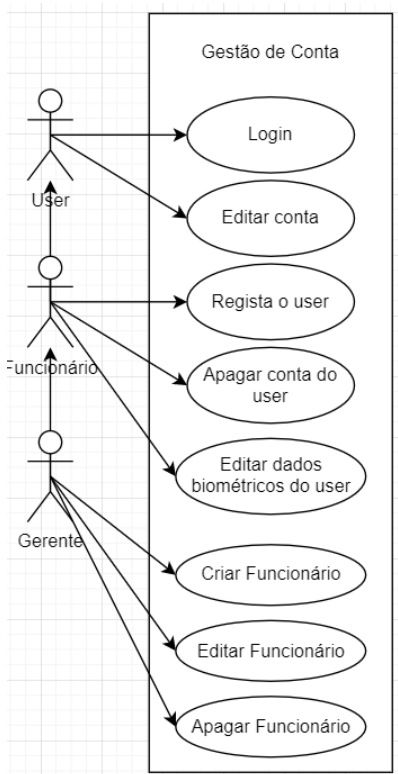 Gestão de Conta
Login
User
Editar conta
Regista o user
Funcionário
Apagar conta do
user
Editar dados
biométricos do user
Gerente
Criar Funcionário
Editar Funcionário
Apagar Funcionário